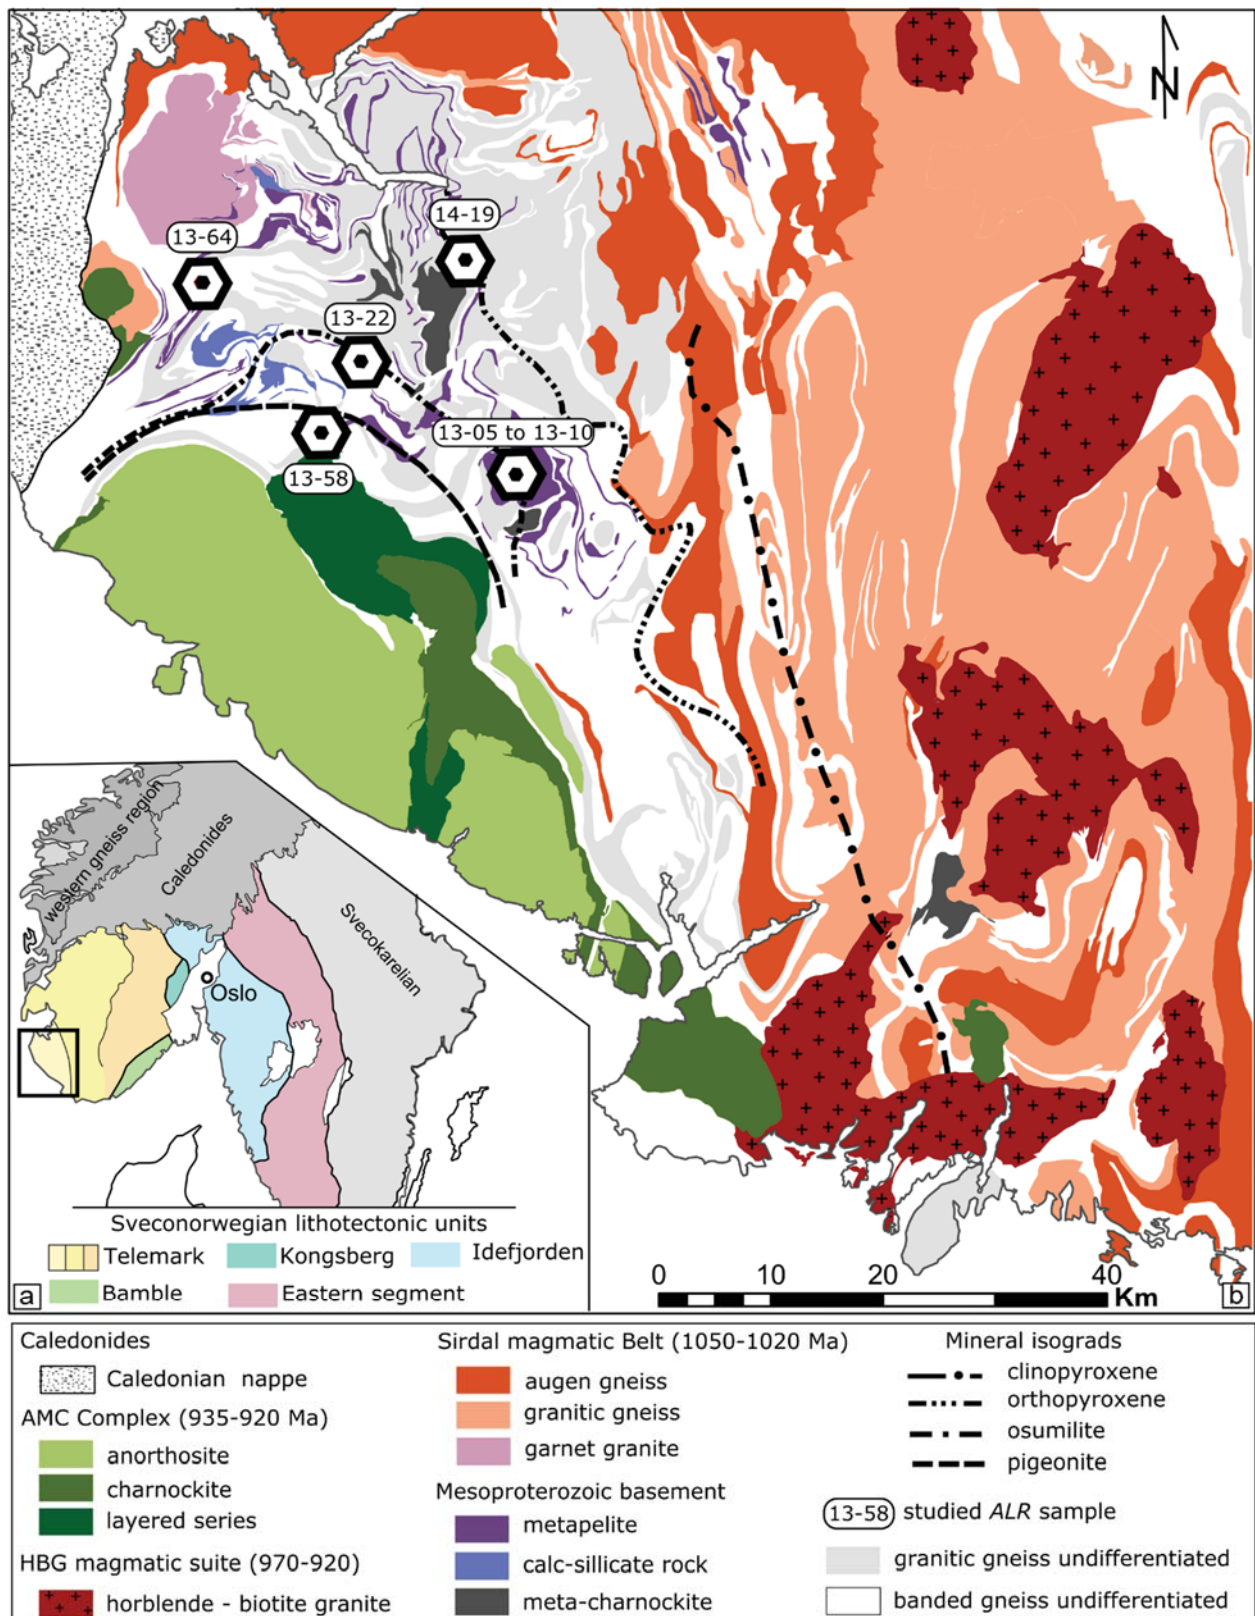 N
14-19
13-64
13-22
13-05 to 13-10
13-58
western gneiss region
Caledonides
Svecokarelian
Oslo
Sveconorwegian lithotectonic units
Telemark
Kongsberg
Idefjorden
Bamble
Eastern segment
a
0 10 20 40
Km
b
Caledonides
Caledonian nappe
AMC Complex (935-920 Ma)
anorthosite
charnockite
layered series
HBG magmatic suite (970-920)
horblende - biotite granite
Sirdal magmatic Belt (1050-1020 Ma)
augen gneiss
granitic gneiss
garnet granite
Mesoproterozoic basement
metapelite
calc-sillicate rock
meta-charnockite
Mineral isograds
clinopyroxene
orthopyroxene
osumilite
pigeonite
13-58 studied ALR sample
granitic gneiss undifferentiated
banded gneiss undifferentiated